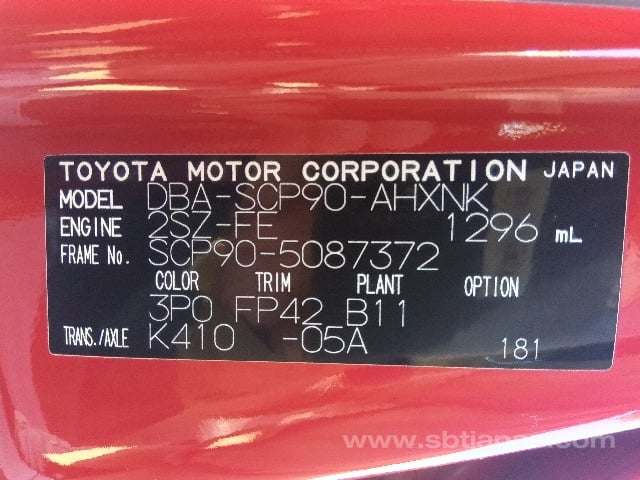 TOYOTA MOTOR CORPORATION JAPAN
MODEL DBA-SCP90-AHXNK
ENGINE 2SZ-FE 1296 mL
FRAME No. SCP90-5087372
COLOR TRIM PLANT OPTION
3P0 FP42 B11
TRANS./AXLE K410 -05A 181
www.sbtjapan.com